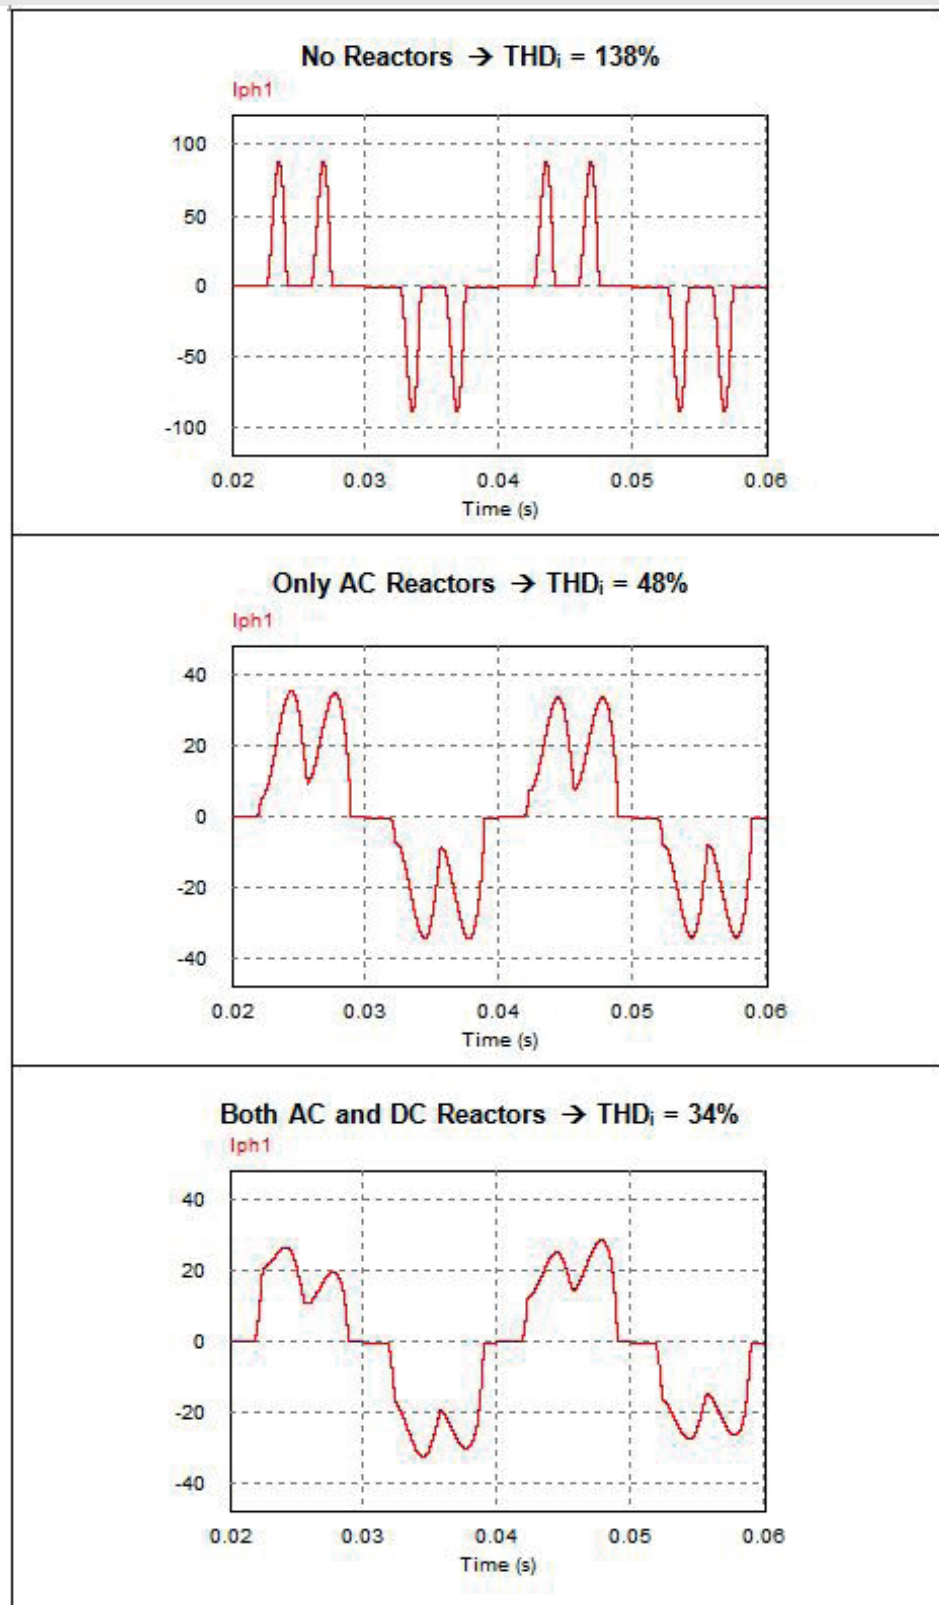 No Reactors → THDi = 138%
Iph1
100
50
0
-50
-100
0.02 0.03 0.04 0.05 0.06
Time (s)
Only AC Reactors → THDi = 48%
Iph1
40
20
0
-20
-40
0.02 0.03 0.04 0.05 0.06
Time (s)
Both AC and DC Reactors → THDi = 34%
Iph1
40
20
0
-20
-40
0.02 0.03 0.04 0.05 0.06
Time (s)